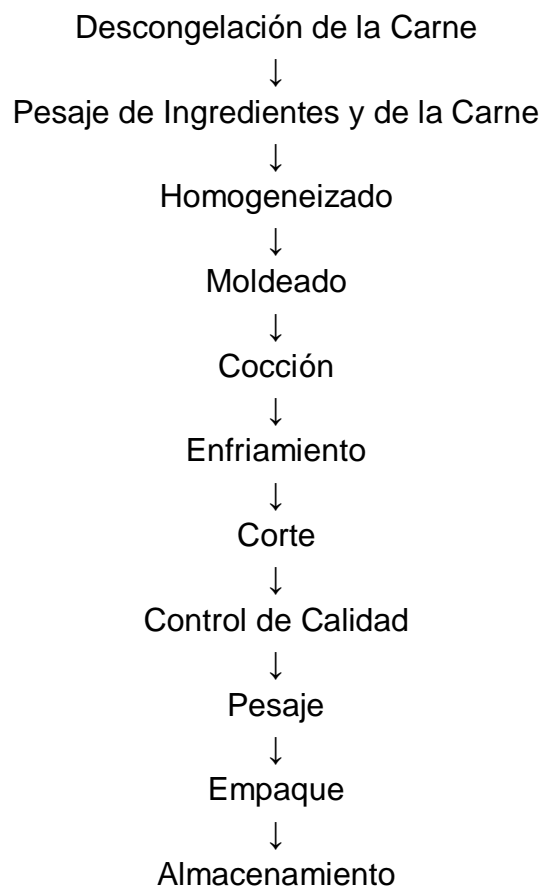 Descongelación de la Carne
↓
Pesaje de Ingredientes y de la Carne
↓
Homogeneizado
↓
Moldeado
↓
Cocción
↓
Enfriamiento
↓
Corte
↓
Control de Calidad
↓
Pesaje
↓
Empaque
↓
Almacenamiento